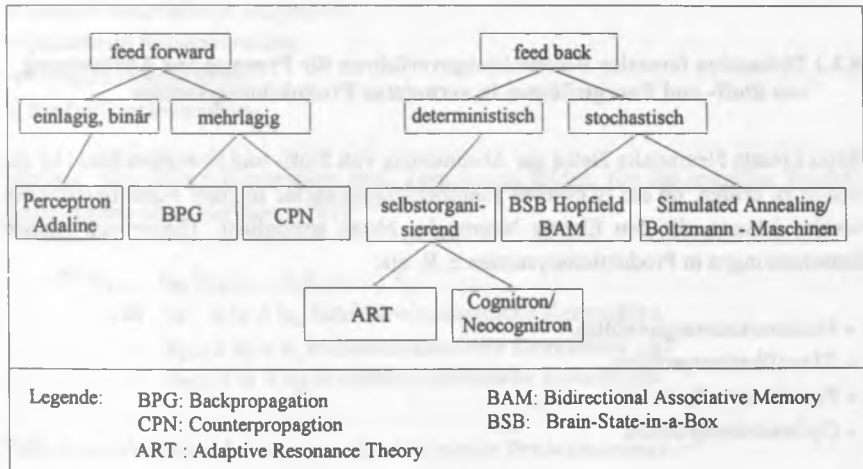 feed forward
feed back
einlagig, binär
mehrlagig
deterministisch
stochastisch
Perceptron
Adaline
BPG
CPN
selbstorgani-
sierend
BSB Hopfield
BAM
Simulated Annealing/
Boltzmann - Maschinen
ART
Cognitron/
Neocognitron
Legende:
BPG: Backpropagation
CPN: Counterpropagtion
ART : Adaptive Resonance Theory
BAM: Bidirectional Associative Memory
BSB: Brain-State-in-a-Box